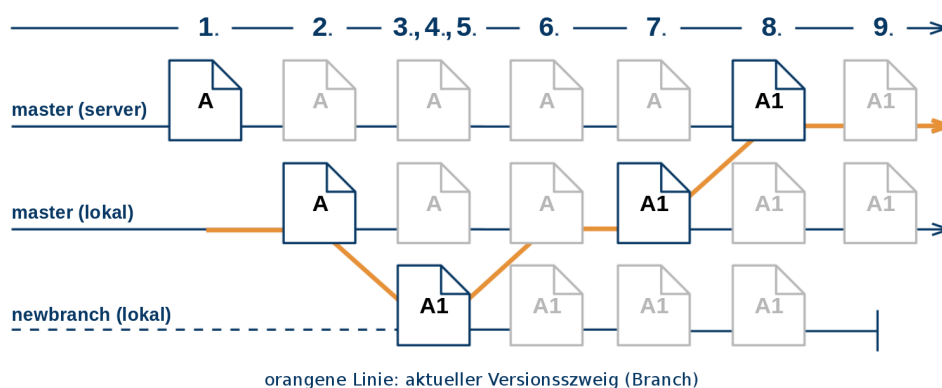 1. 2. 3.,4.,5. 6. 7. 8. 9.
A A A A A A1 A1
master (server)
A A A A1 A1 A1
master (lokal)
A1 A1 A1 A1
newbranch (lokal)
orangene Linie: aktueller Versionsszweig (Branch)